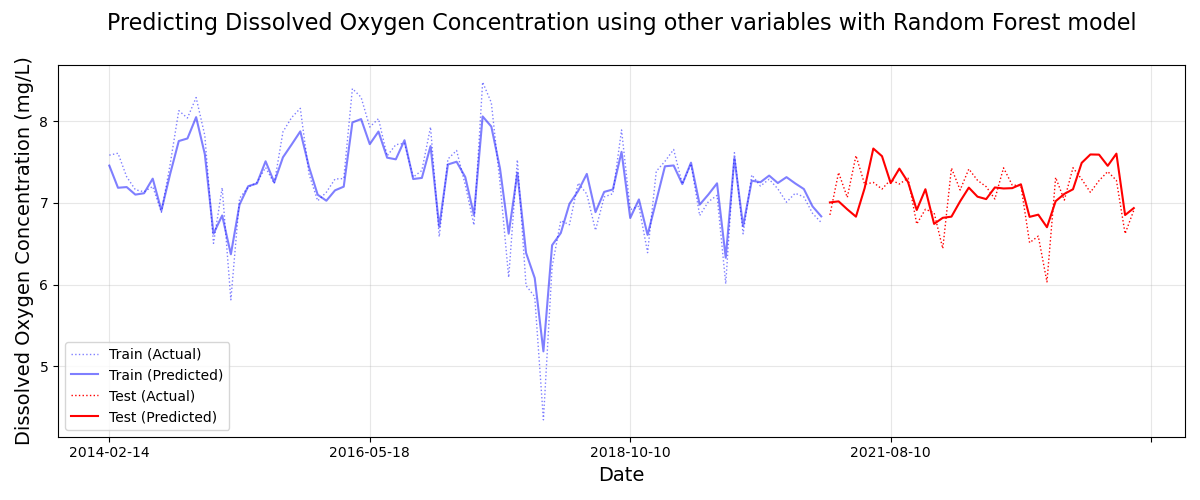 Predicting Dissolved Oxygen Concentration using other variables with Random Forest model
Dissolved Oxygen Concentration (mg/L)
8
7
6
5
Train (Actual)
Train (Predicted)
Test (Actual)
Test (Predicted)
2014-02-14
2016-05-18
2018-10-10
2021-08-10
Date